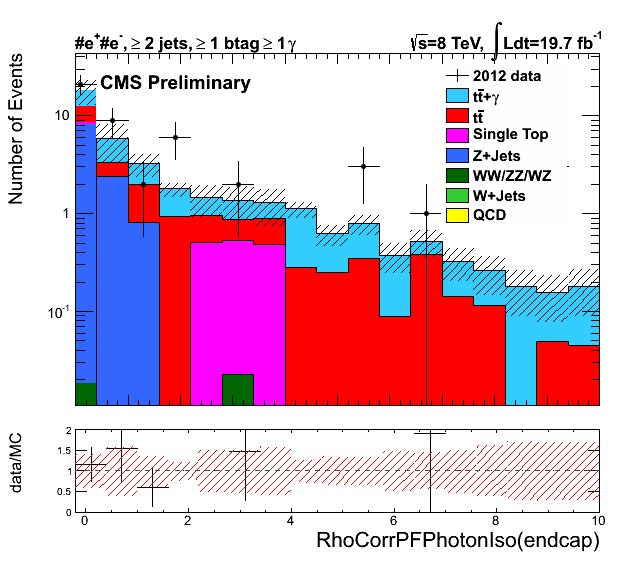 #e⁺#e⁻, ≥ 2 jets, ≥ 1 btag ≥ 1 γ
√s=8 TeV, ∫Ldt=19.7 fb⁻¹
CMS Preliminary
2012 data
tt̄+γ
tt̄
Single Top
Z+Jets
WW/ZZ/WZ
W+Jets
QCD
Number of Events
10
1
10⁻¹
data/MC
2
1.5
1
0.5
0
0 2 4 6 8 10
RhoCorrPFPhotonIso(endcap)